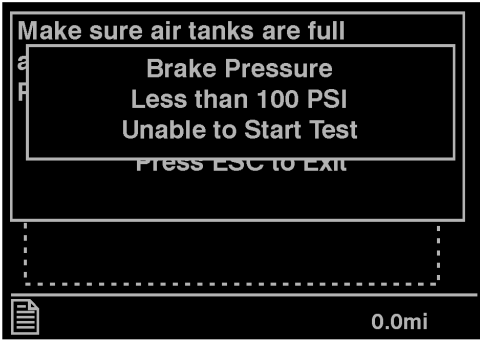 Make sure air tanks are full
Brake Pressure
Less than 100 PSI
Unable to Start Test
Press ESC to Exit
0.0mi